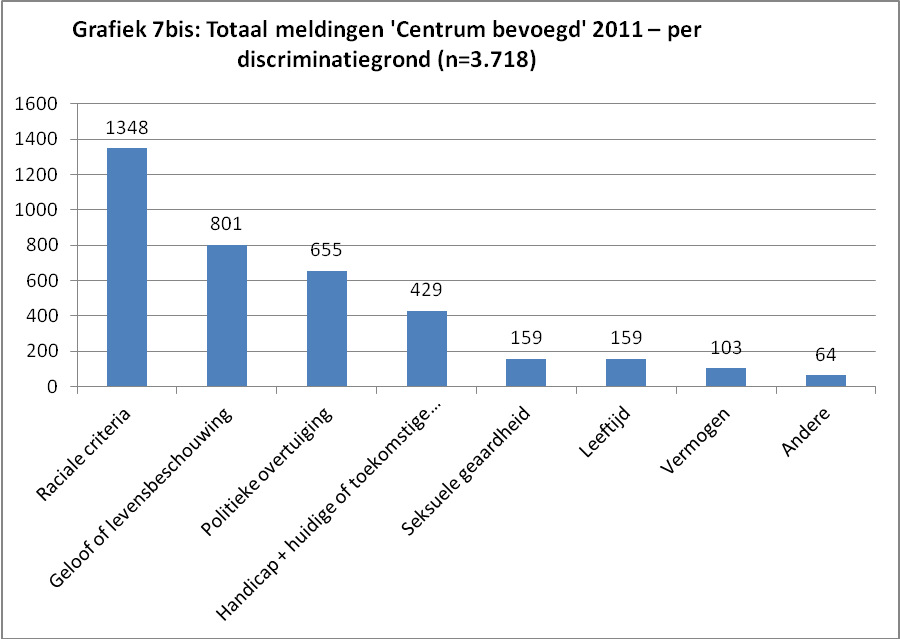 Grafiek 7bis: Totaal meldingen 'Centrum bevoegd' 2011 – per
discriminatiegrond (n=3.718)
1600
1400
1200
1000
800
600
400
200
0
1348
801
655
429
159
159
103
64
Raciale criteria
Geloof of levensbeschouwing
Politieke overtuiging
Handicap + huidige of toekomstige...
Seksuele geaardheid
Leeftijd
Vermogen
Andere